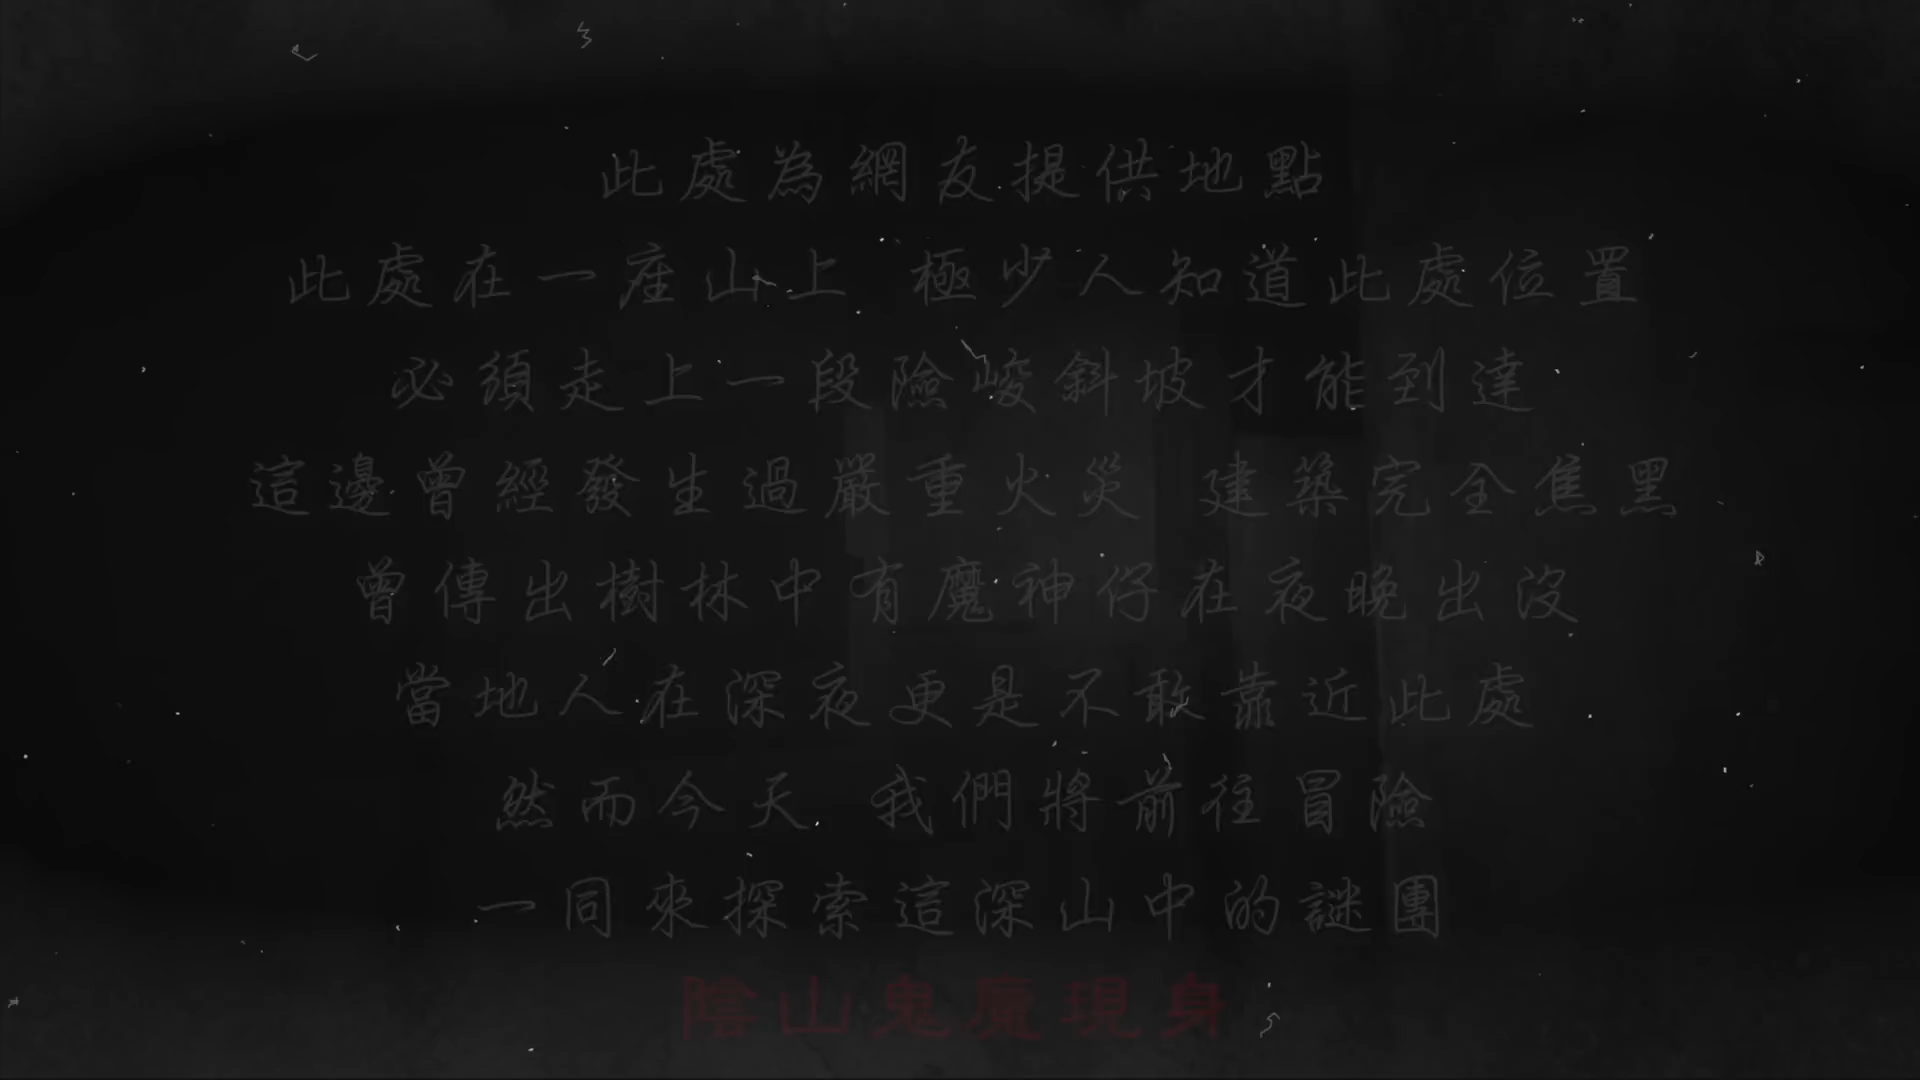 此處為網友提供地點
此處在一座山上 極少人知道此處位置
必須走上一段險峻斜坡才能到達
這邊曾經發生過嚴重火災 建築完全焦黑
曾傳出樹林中有魔神仔在夜晚出沒
當地人在深夜更是不敢靠近此處
然而今天 我們將前往冒險
一同來探索這深山中的謎團
陰山鬼魘現身